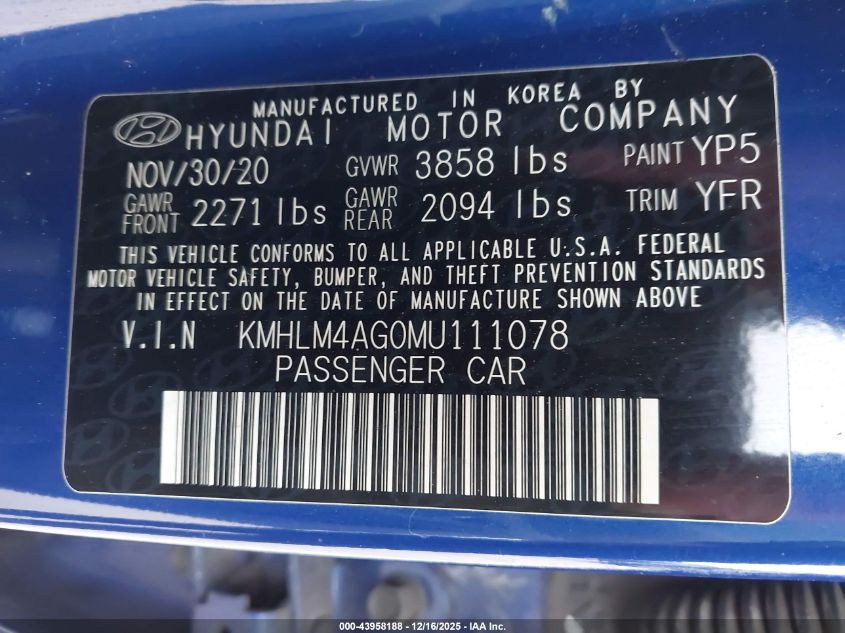 MANUFACTURED IN KOREA BY
HYUNDAI MOTOR COMPANY
NOV/30/20 GVWR 3858 lbs PAINT YP5
GAWR FRONT 2271 lbs GAWR REAR 2094 lbs TRIM YFR
THIS VEHICLE CONFORMS TO ALL APPLICABLE U.S.A. FEDERAL
MOTOR VEHICLE SAFETY, BUMPER, AND THEFT PREVENTION STANDARDS
IN EFFECT ON THE DATE OF MANUFACTURE SHOWN ABOVE
V.I.N KMHLM4AG0MU111078
PASSENGER CAR
000-43958188 - 12/16/2025 - IAA Inc.